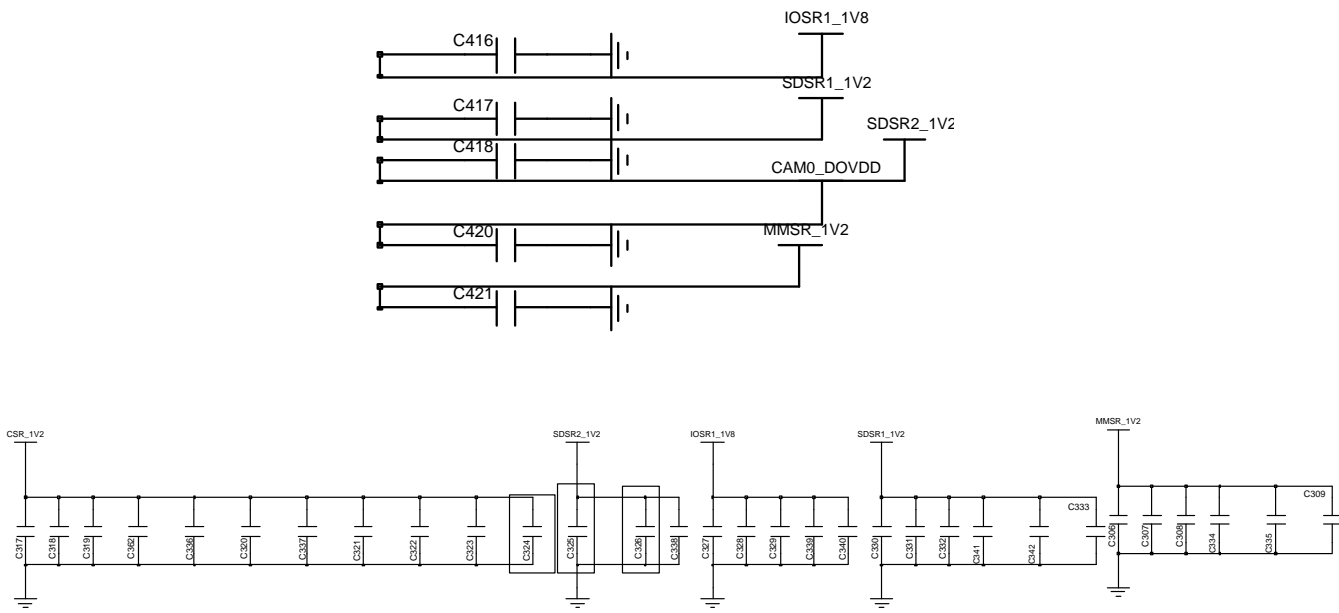 IOSR1_1V8
C416
SDSR1_1V2
C417
SDSR2_1V2
C418
CAM0_DOVDD
C420
MMSR_1V2
C421
CSR_1V2
SDSR2_1V2
IOSR1_1V8
SDSR1_1V2
MMSR_1V2
C317
C318
C319
C362
C336
C320
C337
C321
C322
C323
C324
C325
C326
C338
C327
C328
C329
C339
C340
C330
C331
C332
C341
C342
C333
C306
C307
C308
C334
C335
C309